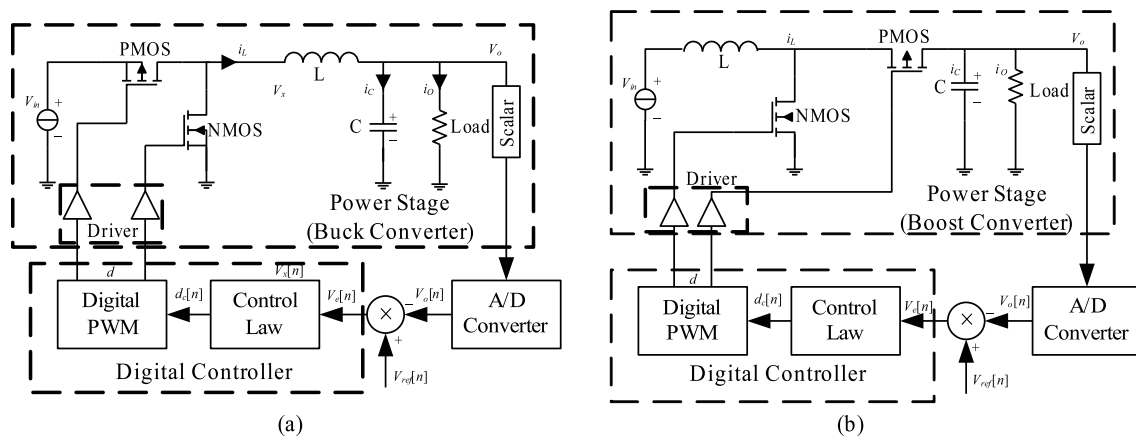 PMOS
i_L
V_o
L
V_in
+
−
V_x
i_C
i_O
NMOS
C
+
−
Load
Scalar
Driver
Power Stage
(Buck Converter)
d
V_x[n]
Digital
PWM
d_c[n]
Control
Law
V_e[n]
×
−
+
V_o[n]
A/D
Converter
V_ref[n]
Digital Controller
(a)
i_L
PMOS
V_o
L
V_in
+
−
NMOS
i_C
+
−
C
i_O
Load
Scalar
Driver
Power Stage
(Boost Converter)
d
Digital
PWM
d_c[n]
Control
Law
V_e[n]
×
−
+
V_o[n]
A/D
Converter
V_ref[n]
Digital Controller
(b)